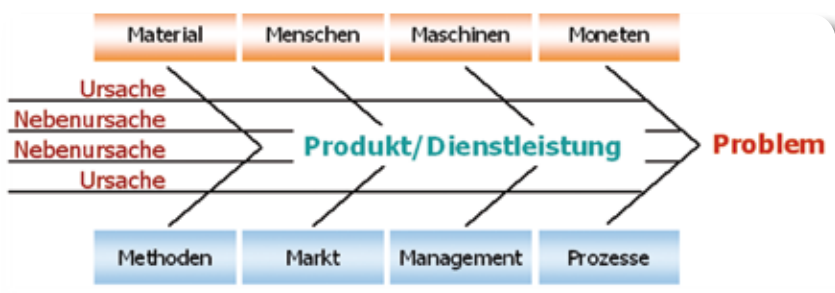 Material Menschen Maschinen Moneten
Ursache
Nebenursache
Produkt/Dienstleistung Problem
Nebenursache
Ursache
Methoden Markt Management Prozesse